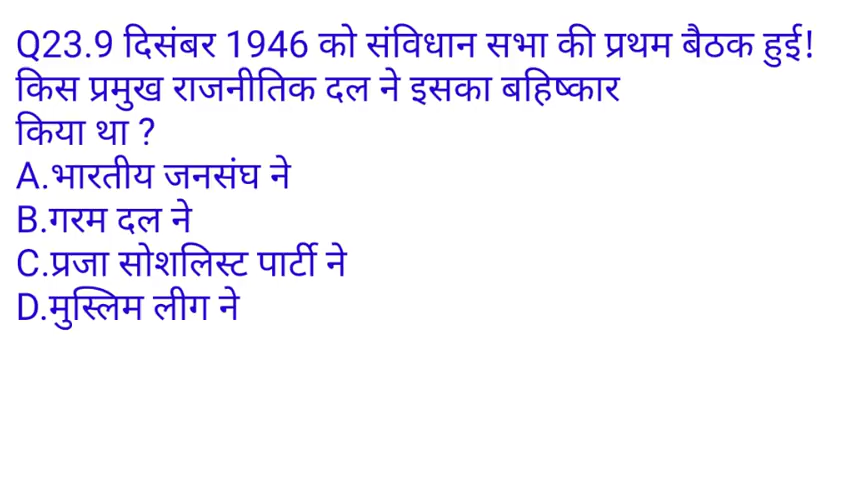 Q23.9 दिसंबर 1946 को संविधान सभा की प्रथम बैठक हुई!
किस प्रमुख राजनीतिक दल ने इसका बहिष्कार
किया था ?
A.भारतीय जनसंघ ने
B.गरम दल ने
C.प्रजा सोशलिस्ट पार्टी ने
D.मुस्लिम लीग ने